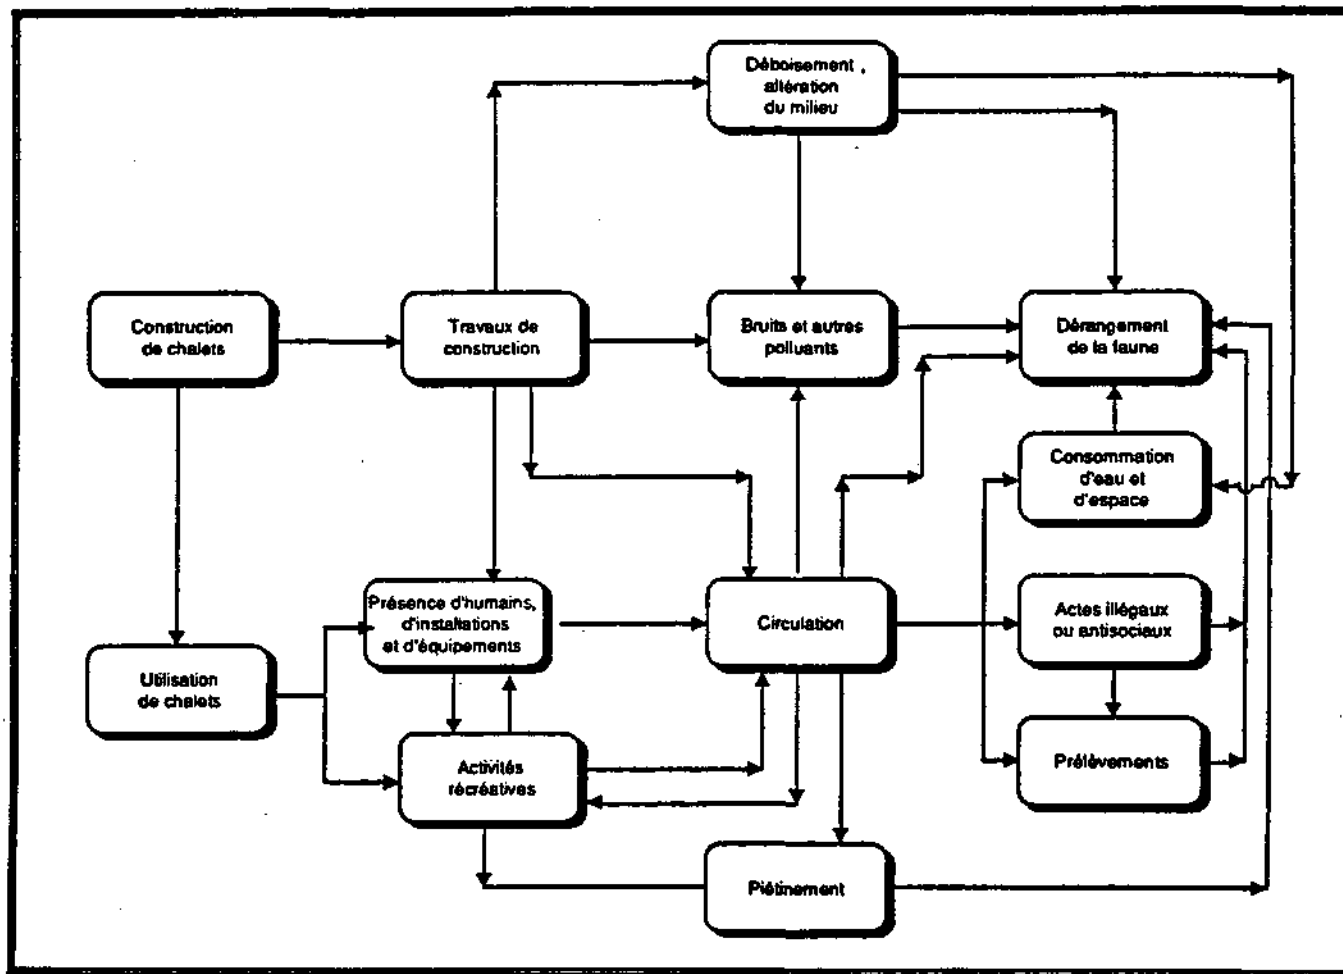 Déboisement,
altération
du milieu
Construction
de chalets
Travaux de
construction
Bruits et autres
polluants
Dérangement
de la faune
Consommation
d'eau et
d'espace
Présence d'humains,
d'installations
et d'équipements
Circulation
Actes illégaux
ou antisociaux
Utilisation
de chalets
Activités
récréatives
Prélèvements
Piétinement